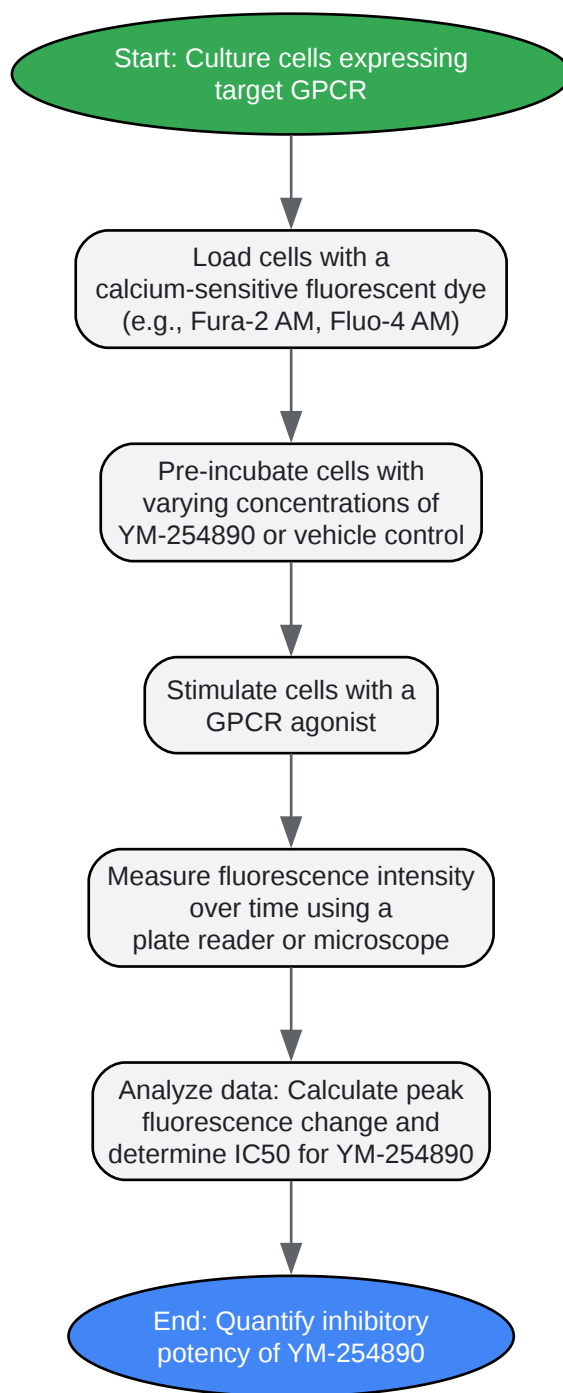 Start: Culture cells expressing
target GPCR
Load cells with a
calcium-sensitive fluorescent dye
(e.g., Fura-2 AM, Fluo-4 AM)
Pre-incubate cells with
varying concentrations of
YM-254890 or vehicle control
Stimulate cells with a
GPCR agonist
Measure fluorescence intensity
over time using a
plate reader or microscope
Analyze data: Calculate peak
fluorescence change and
determine IC50 for YM-254890
End: Quantify inhibitory
potency of YM-254890